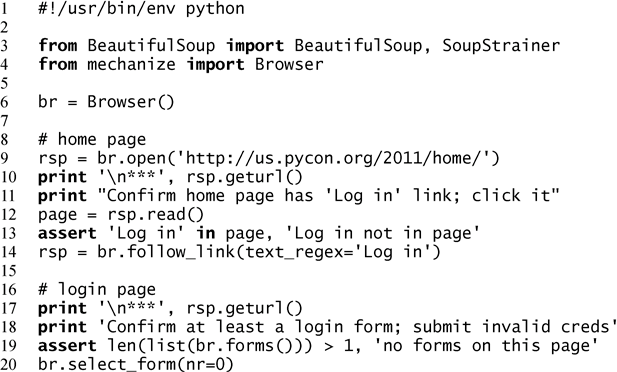 1 #!/usr/bin/env python
2
3 from BeautifulSoup import BeautifulSoup, SoupStrainer
4 from mechanize import Browser
5
6 br = Browser()
7
8 # home page
9 rsp = br.open('http://us.pycon.org/2011/home/')
10 print '\n***', rsp.geturl()
11 print "Confirm home page has 'Log in' link; click it"
12 page = rsp.read()
13 assert 'Log in' in page, 'Log in not in page'
14 rsp = br.follow_link(text_regex='Log in')
15
16 # login page
17 print '\n***', rsp.geturl()
18 print 'Confirm at least a login form; submit invalid creds'
19 assert len(list(br.forms())) > 1, 'no forms on this page'
20 br.select_form(nr=0)